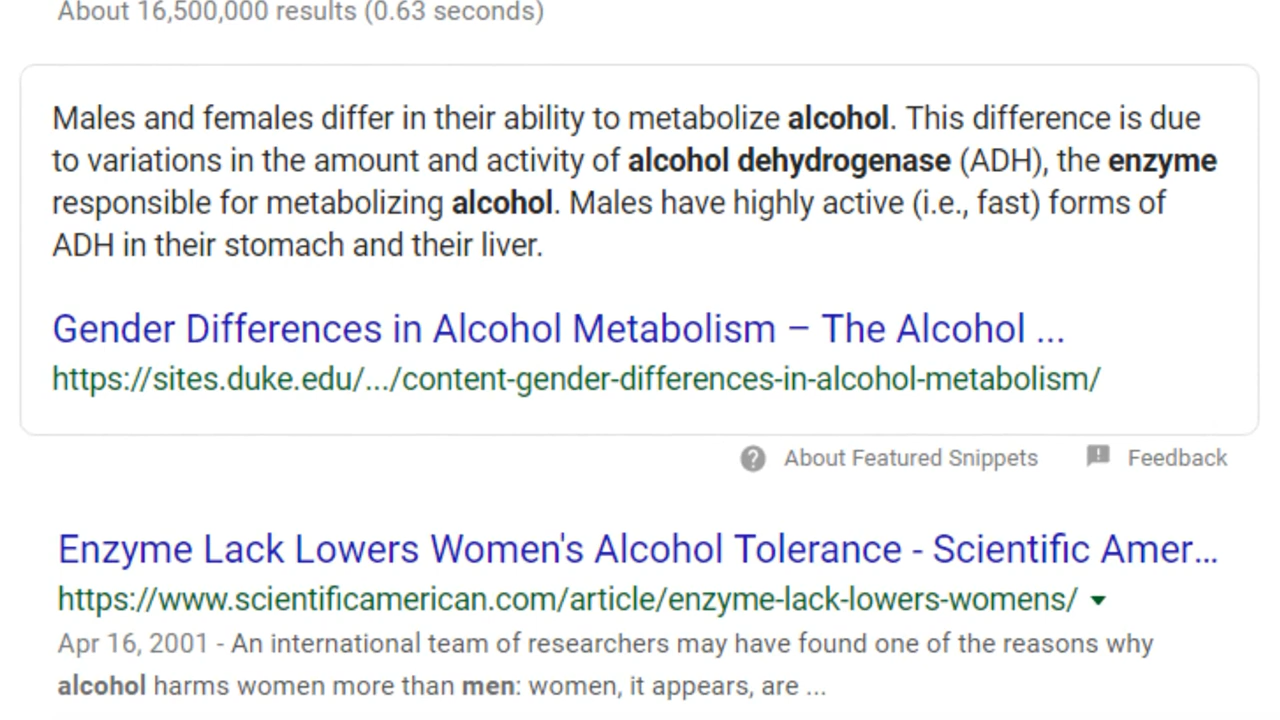 About 16,500,000 results (0.63 seconds)
Males and females differ in their ability to metabolize alcohol. This difference is due
to variations in the amount and activity of alcohol dehydrogenase (ADH), the enzyme
responsible for metabolizing alcohol. Males have highly active (i.e., fast) forms of
ADH in their stomach and their liver.
Gender Differences in Alcohol Metabolism – The Alcohol ...
https://sites.duke.edu/.../content-gender-differences-in-alcohol-metabolism/
About Featured Snippets Feedback
Enzyme Lack Lowers Women's Alcohol Tolerance - Scientific Amer...
https://www.scientificamerican.com/article/enzyme-lack-lowers-womens/
Apr 16, 2001 - An international team of researchers may have found one of the reasons why
alcohol harms women more than men: women, it appears, are ...